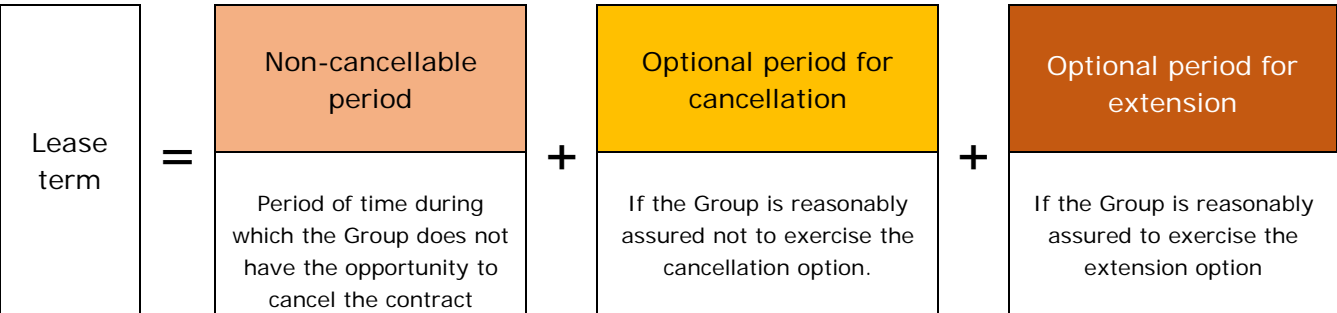 Lease
term
=
Non-cancellable
period
Period of time during
which the Group does not
have the opportunity to
cancel the contract
+
Optional period for
cancellation
If the Group is reasonably
assured not to exercise the
cancellation option.
+
Optional period for
extension
If the Group is reasonably
assured to exercise the
extension option